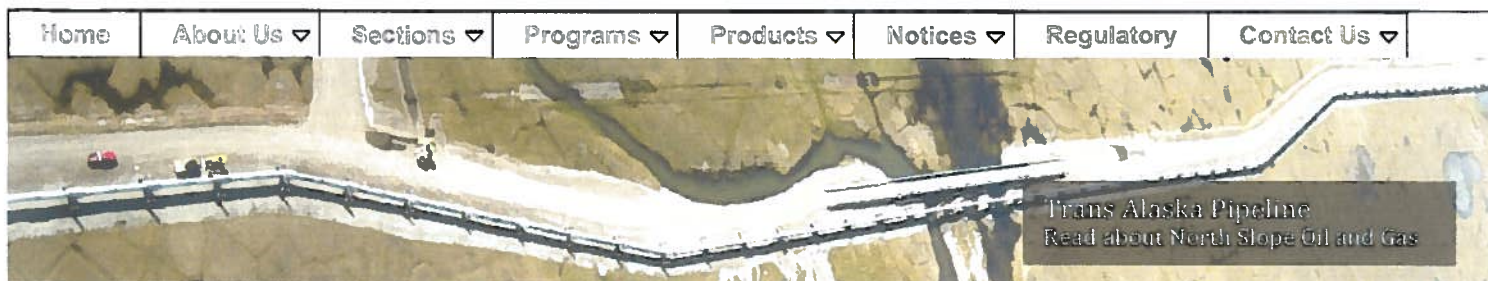 Home About Us Sections Programs Products Notices Regulatory Contact Us
Trans Alaska Pipeline
Read about North Slope Oil and Gas